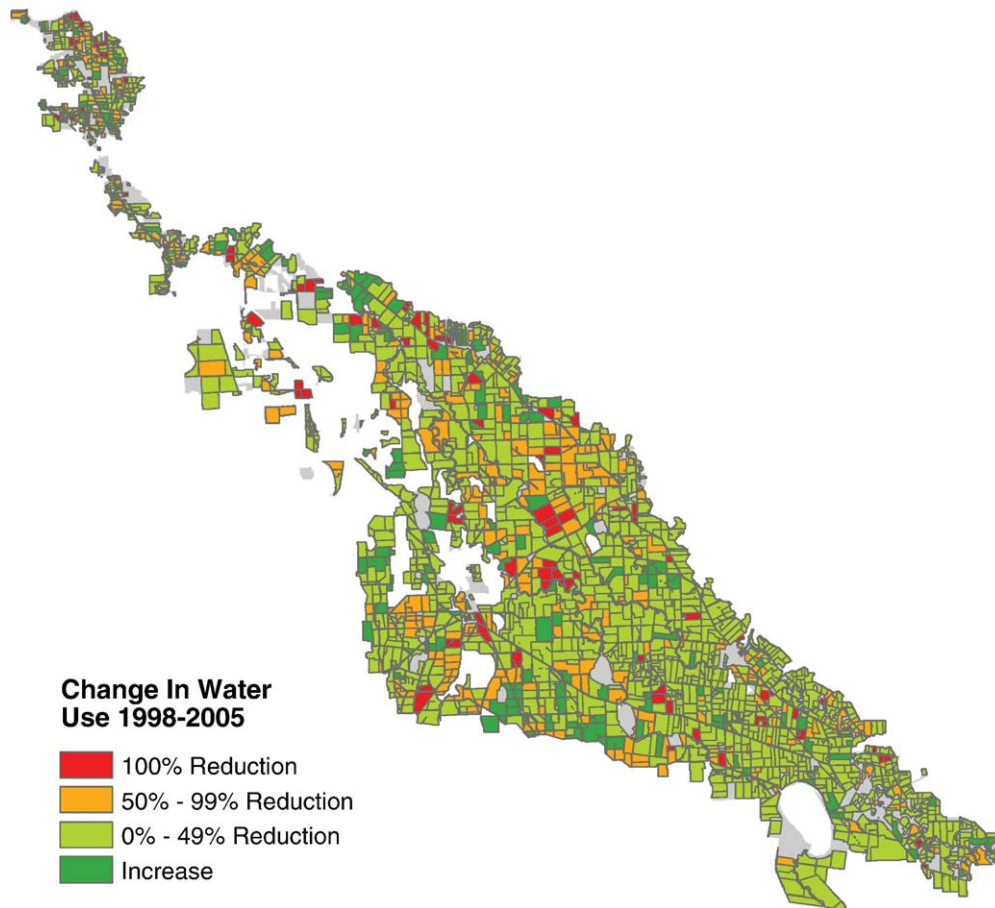 Change In Water
Use 1998-2005
100% Reduction
50% - 99% Reduction
0% - 49% Reduction
Increase